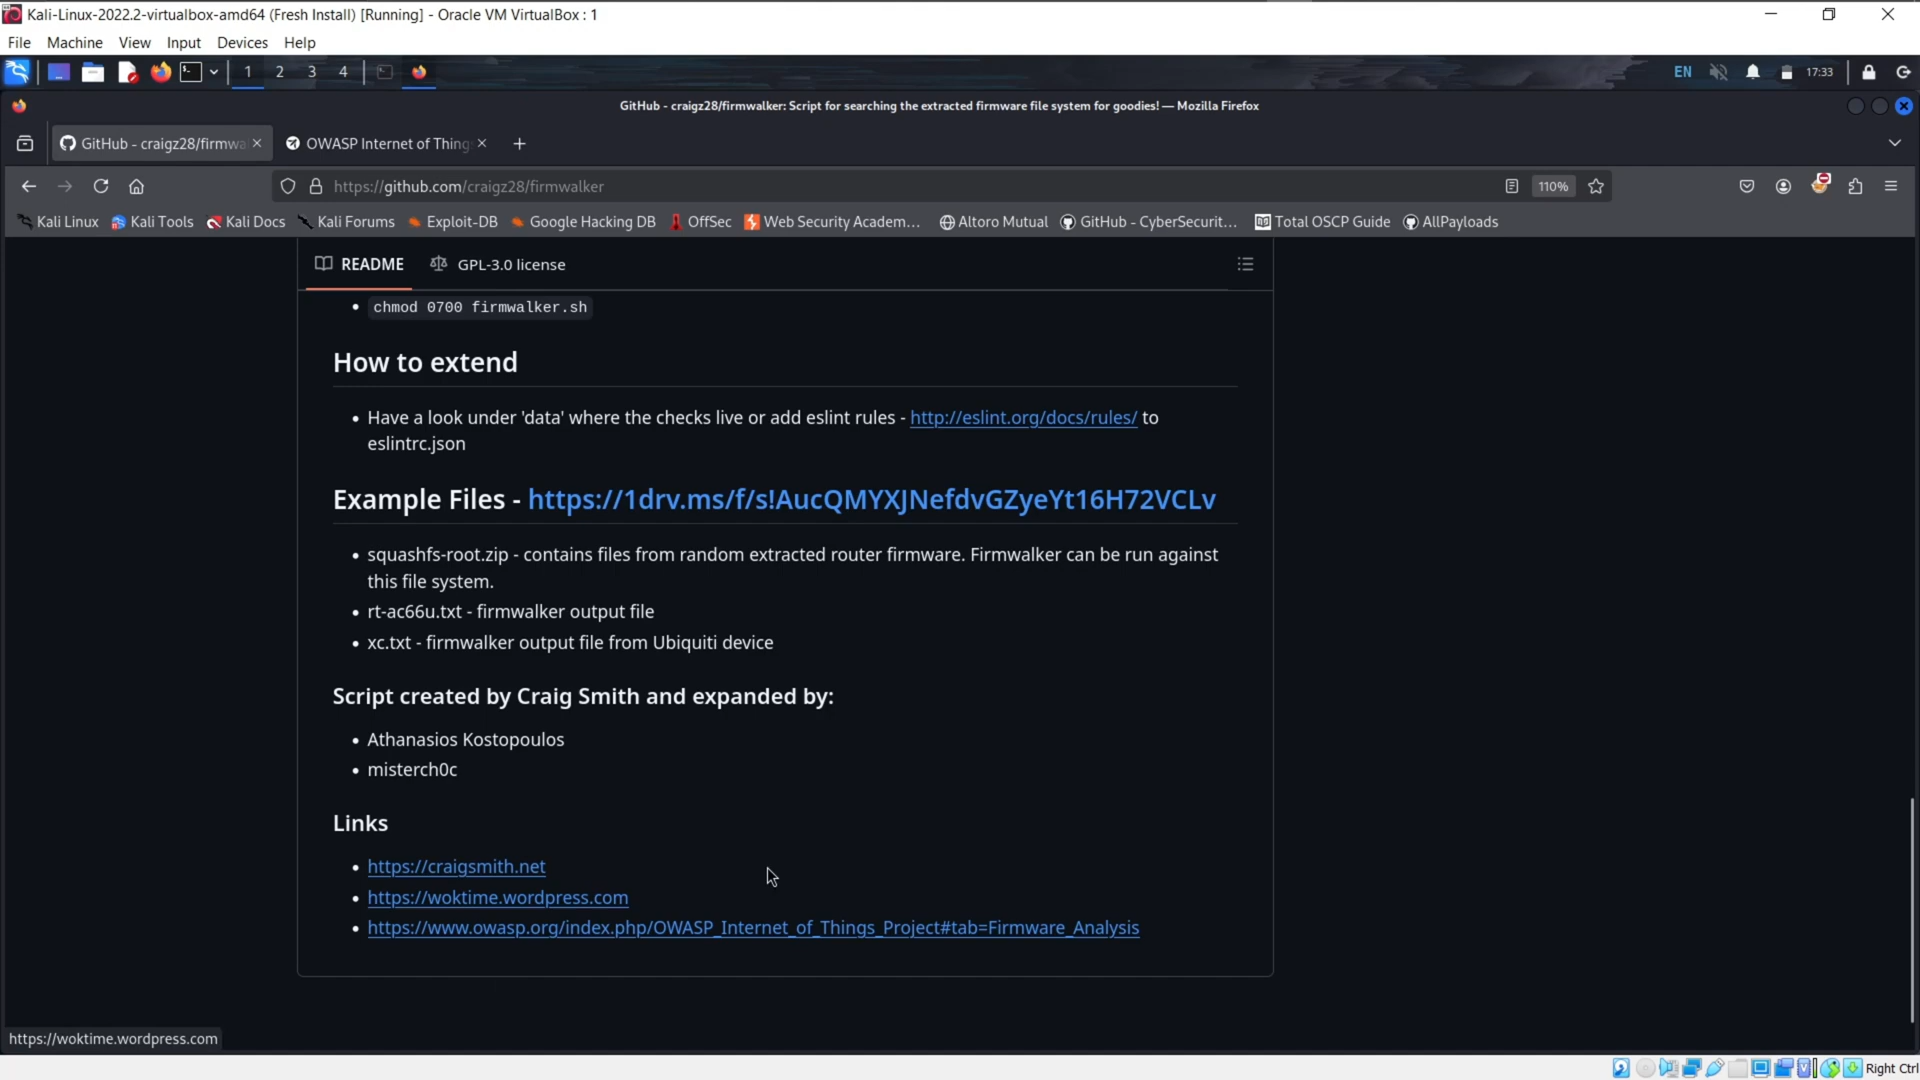 Kali-Linux-2022.2-virtualbox-amd64 (Fresh Install) [Running] - Oracle VM VirtualBox : 1
File Machine View Input Devices Help
1 2 3 4 EN 17:33
GitHub - craigz28/firmwalker: Script for searching the extracted firmware file system for goodies! — Mozilla Firefox
GitHub - craigz28/firmwa OWASP Internet of Thing
https://github.com/craigz28/firmwalker 110%
Kali Linux Kali Tools Kali Docs Kali Forums Exploit-DB Google Hacking DB OffSec Web Security Academ… Altoro Mutual GitHub - CyberSecurit… Total OSCP Guide AllPayloads
README GPL-3.0 license
• chmod 0700 firmwalker.sh
How to extend
• Have a look under 'data' where the checks live or add eslint rules - http://eslint.org/docs/rules/ to
eslintrc.json
Example Files - https://1drv.ms/f/s!AucQMYXJNefdvGZyeYt16H72VCLv
• squashfs-root.zip - contains files from random extracted router firmware. Firmwalker can be run against
this file system.
• rt-ac66u.txt - firmwalker output file
• xc.txt - firmwalker output file from Ubiquiti device
Script created by Craig Smith and expanded by:
• Athanasios Kostopoulos
• misterch0c
Links
• https://craigsmith.net
• https://woktime.wordpress.com
• https://www.owasp.org/index.php/OWASP_Internet_of_Things_Project#tab=Firmware_Analysis
https://woktime.wordpress.com
Right Ctrl